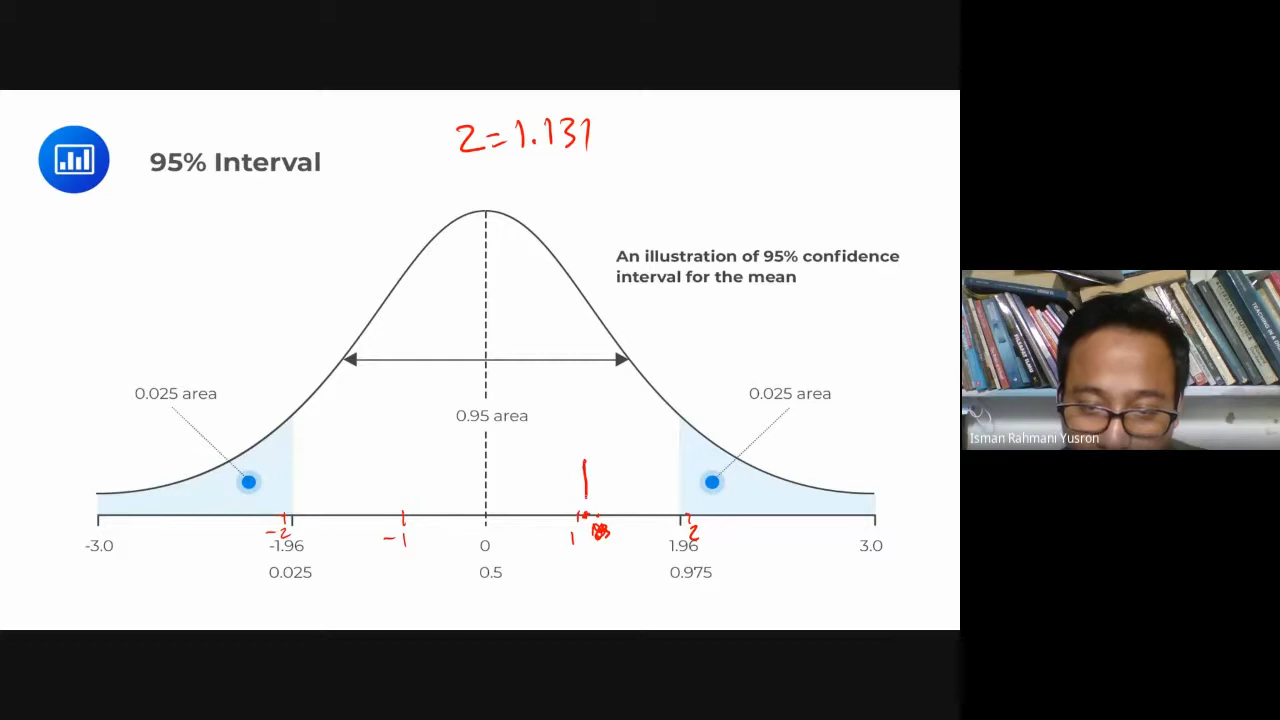 z=1.131
95% Interval
An illustration of 95% confidence
interval for the mean
0.025 area
0.025 area
0.95 area
-2
-1
1
2
-3.0
-1.96
0
1.96
3.0
0.025
0.5
0.975
Isman Rahmani Yusron